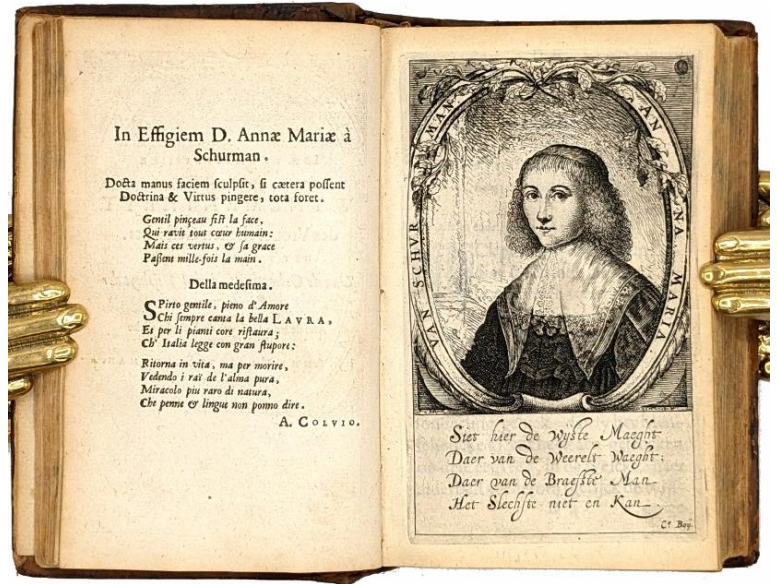 In Effigiem D. Annæ Mariæ à
Schurman.
Docta manus faciem ſculpſit, ſi cætera poſſent
Doctrina & Virtus pingere, tota foret.
Gentil pinçeau fiſt la face,
Qui ravit tout cœur humain:
Mais ces vertus, & ſa grace
Paſſent mille-fois la main.
Della medeſima.
SPirto gentile, pieno d'Amore
Chi ſempre canta la bella LAVRA,
Et per li pianti core riſtaura;
Ch' Italia legge con gran ſtupore:
Ritorna in vita, ma per morire,
Vedendo i raï de l'alma pura,
Miracolo piu raro di natura,
Che penne & lingue non ponno dire.
A. COLVIO.
ANNA MARIA VAN SCHVRMAN
Siet hier de wijſte Maeght
Daer van de Weerelt Waeght:
Daer van de Braefſte Man
Het Slechſte niet en Kan.
Ct. Boy.